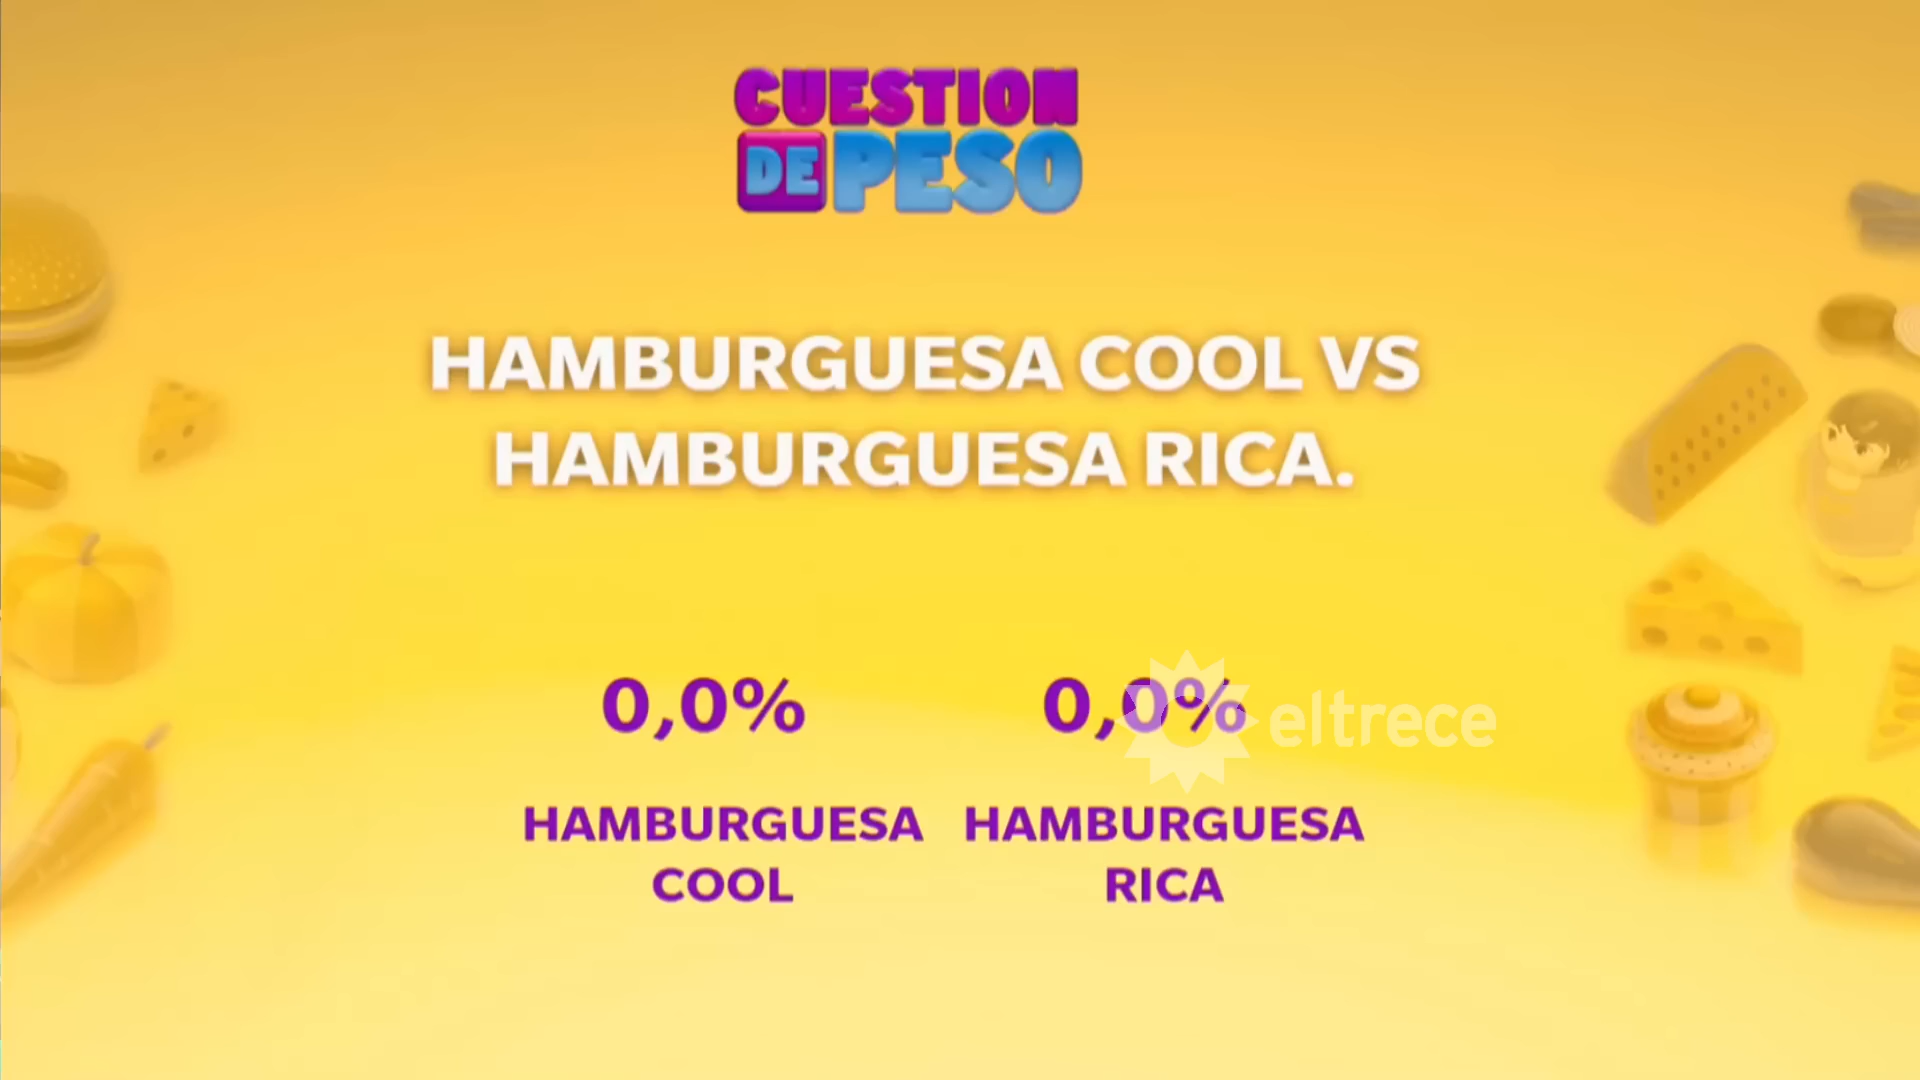 CUESTION
DE PESO
HAMBURGUESA COOL VS
HAMBURGUESA RICA.
0,0% 0,0%
eltrece
HAMBURGUESA HAMBURGUESA
COOL RICA